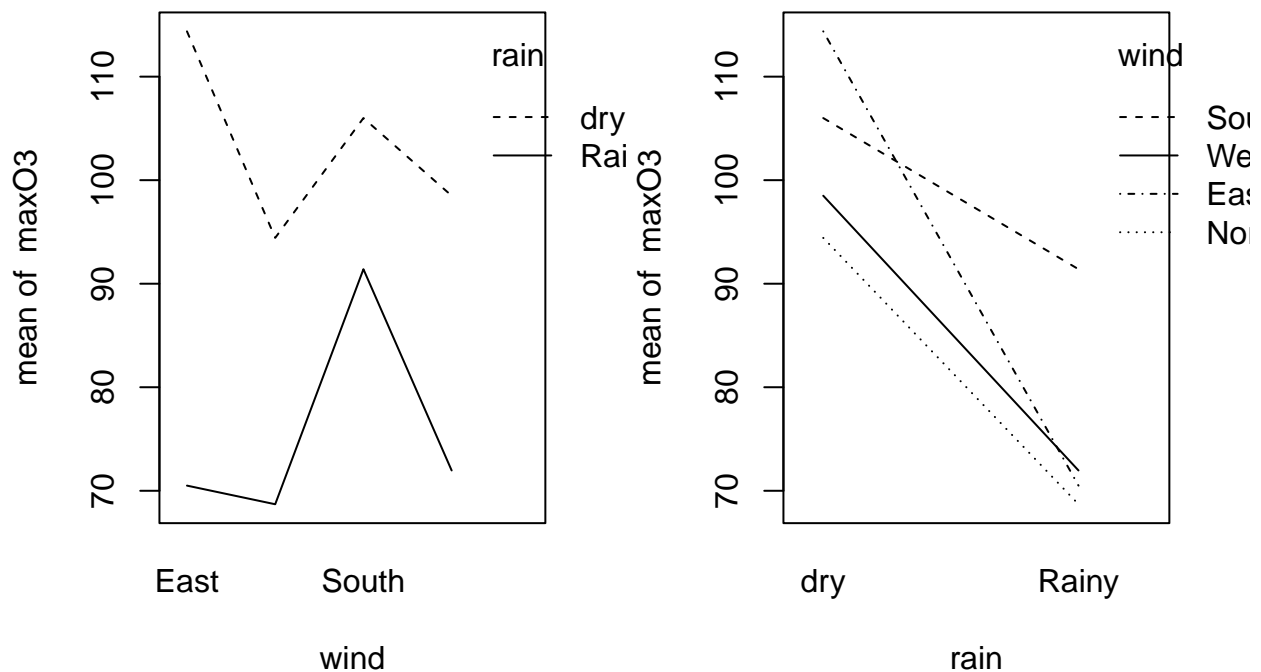 mean of maxO3
70
80
90
100
110
East
South
wind
rain
dry
Rai
mean of maxO3
70
80
90
100
110
dry
Rainy
rain
wind
Sou
We
Eas
Nor